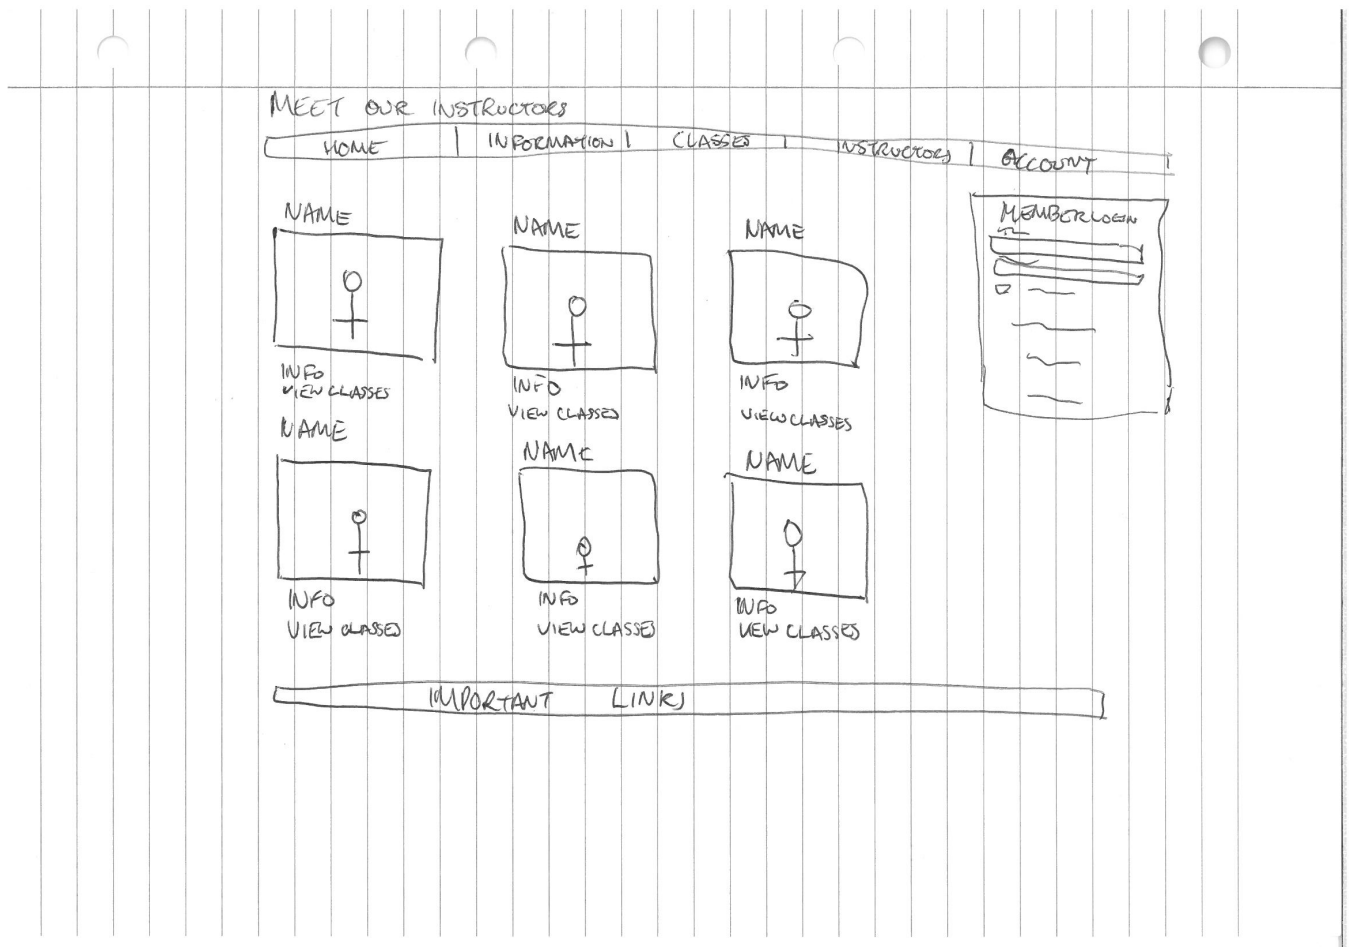 MEET OUR INSTRUCTORS
HOME | INFORMATION | CLASSES | INSTRUCTORS | ACCOUNT
MEMBER LOGIN
NAME NAME NAME
INFO INFO INFO
VIEW CLASSES VIEW CLASSES VIEW CLASSES
NAME NAME NAME
INFO INFO INFO
VIEW CLASSES VIEW CLASSES VIEW CLASSES
IMPORTANT LINKS